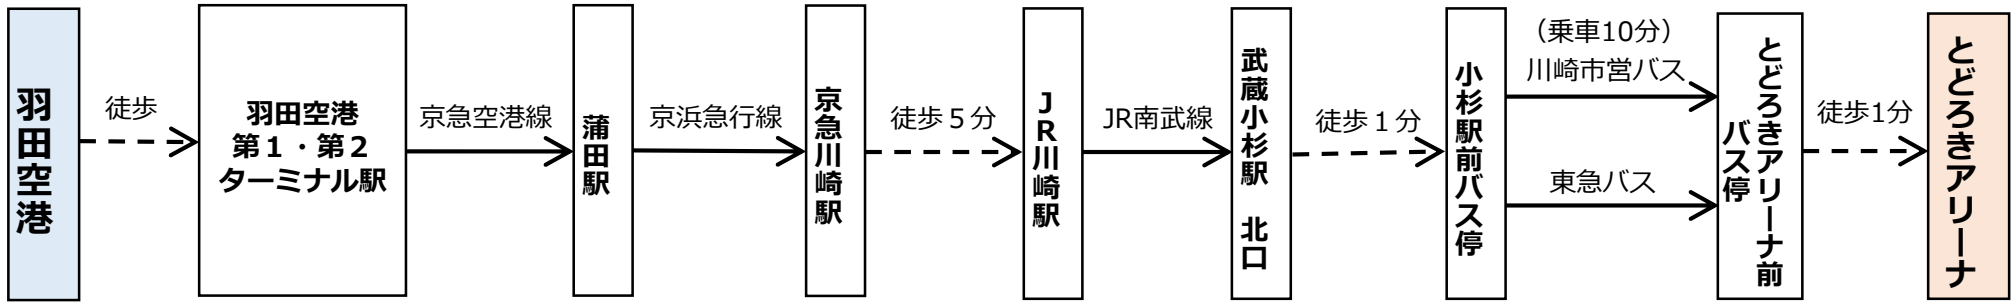 羽田空港
徒歩
羽田空港
第１・第２
ターミナル駅
京急空港線
蒲田駅
京浜急行線
京急川崎駅
徒歩５分
ＪＲ川崎駅
JR南武線
武蔵小杉駅　北口
徒歩１分
小杉駅前バス停
（乗車10分）
川崎市営バス
東急バス
とどろきアリーナ前
バス停
徒歩1分
とどろきアリーナ